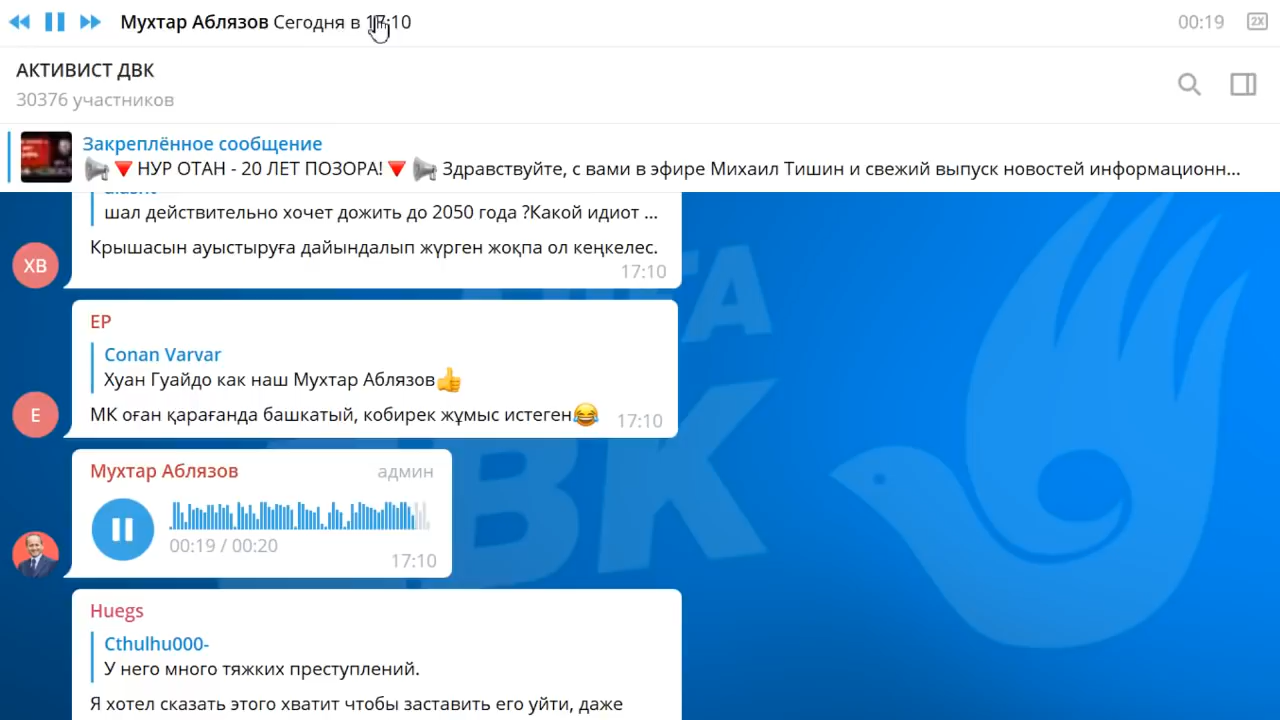 Мухтар Аблязов Сегодня в 17:10
00:19
2X
АКТИВИСТ ДВК
30376 участников
Закреплённое сообщение
НУР ОТАН - 20 ЛЕТ ПОЗОРА! Здравствуйте, с вами в эфире Михаил Тишин и свежий выпуск новостей информационн...
шал действительно хочет дожить до 2050 года ?Какой идиот ...
Крышасын ауыстыруға дайындалып жүрген жоқпа ол кеңкелес.
ХВ
17:10
ЕР
Conan Varvar
Хуан Гуайдо как наш Мухтар Аблязов👍
МК оған қарағанда башкатый, кобирек жұмыс истеген😂
17:10
Е
Мухтар Аблязов
админ
00:19 / 00:20
17:10
ДВК
Huegs
Cthulhu000-
У него много тяжких преступлений.
Я хотел сказать этого хватит чтобы заставить его уйти, даже